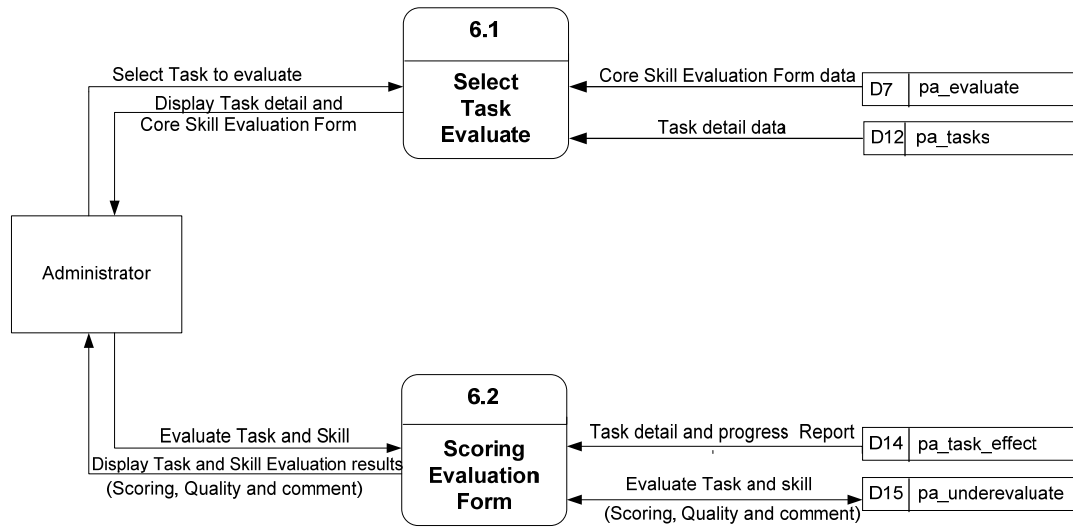 6.1
Select
Task
Evaluate
Select Task to evaluate
Display Task detail and
Core Skill Evaluation Form
Core Skill Evaluation Form data
D7 pa_evaluate
Task detail data
D12 pa_tasks
Administrator
6.2
Scoring
Evaluation
Form
Evaluate Task and Skill
Display Task and Skill Evaluation results
(Scoring, Quality and comment)
Task detail and progress Report
D14 pa_task_effect
Evaluate Task and skill
(Scoring, Quality and comment)
D15 pa_underevaluate